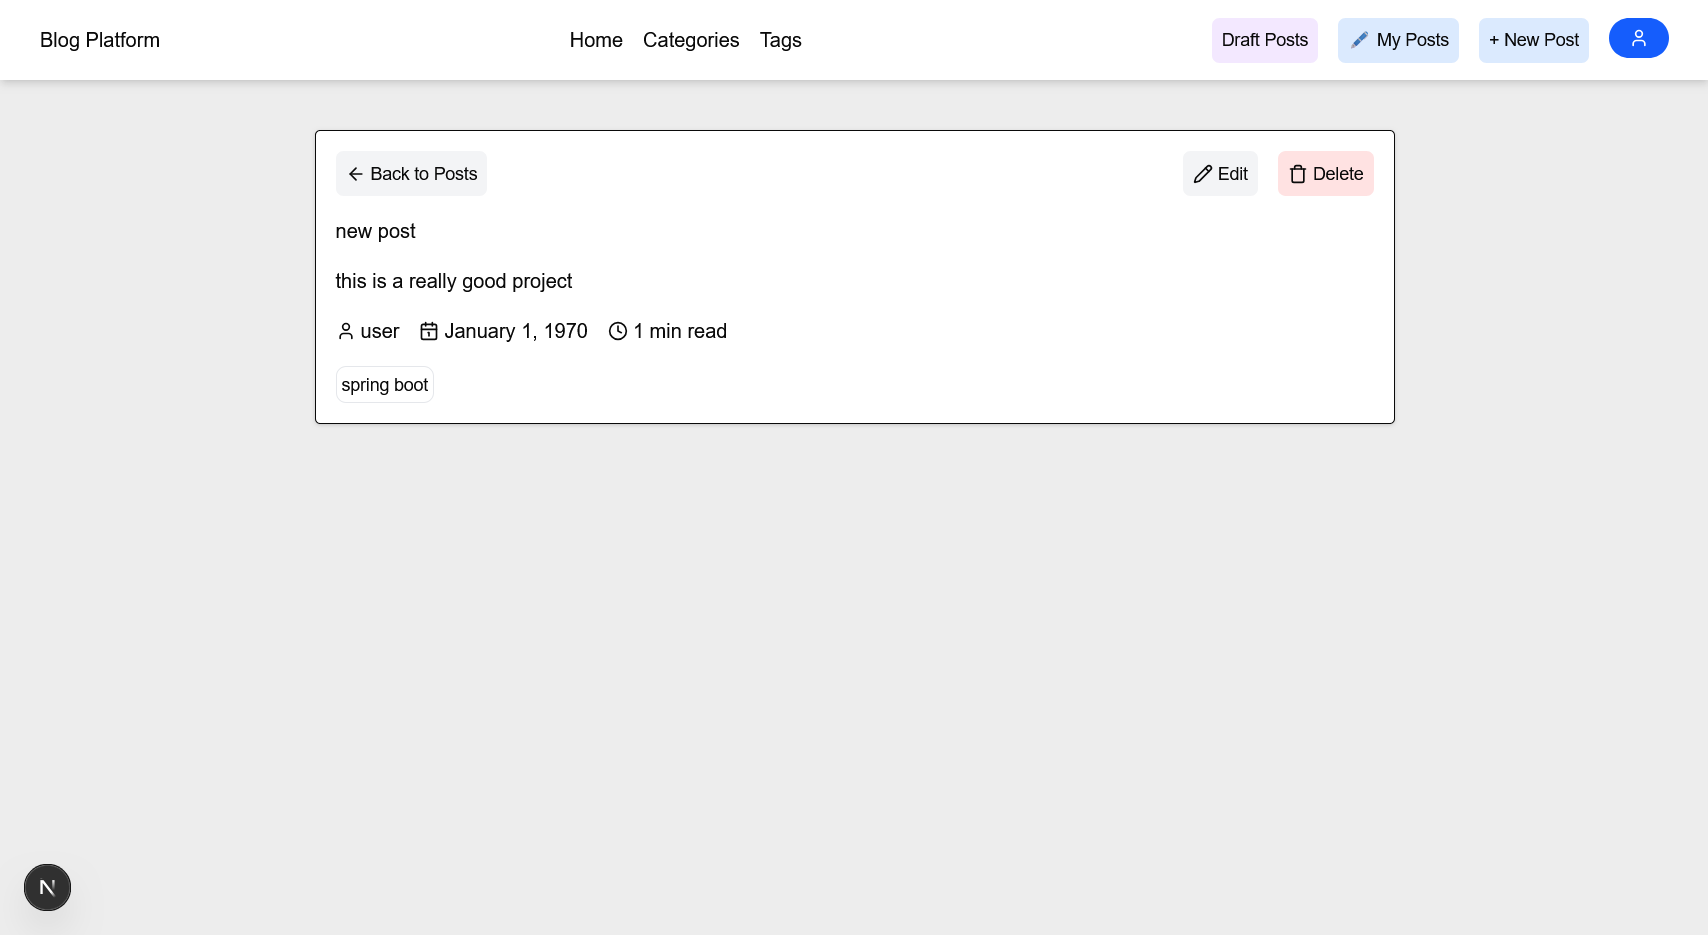 Blog Platform
Home Categories Tags
Draft Posts My Posts + New Post
Back to Posts
Edit Delete
new post
this is a really good project
user January 1, 1970 1 min read
spring boot
N